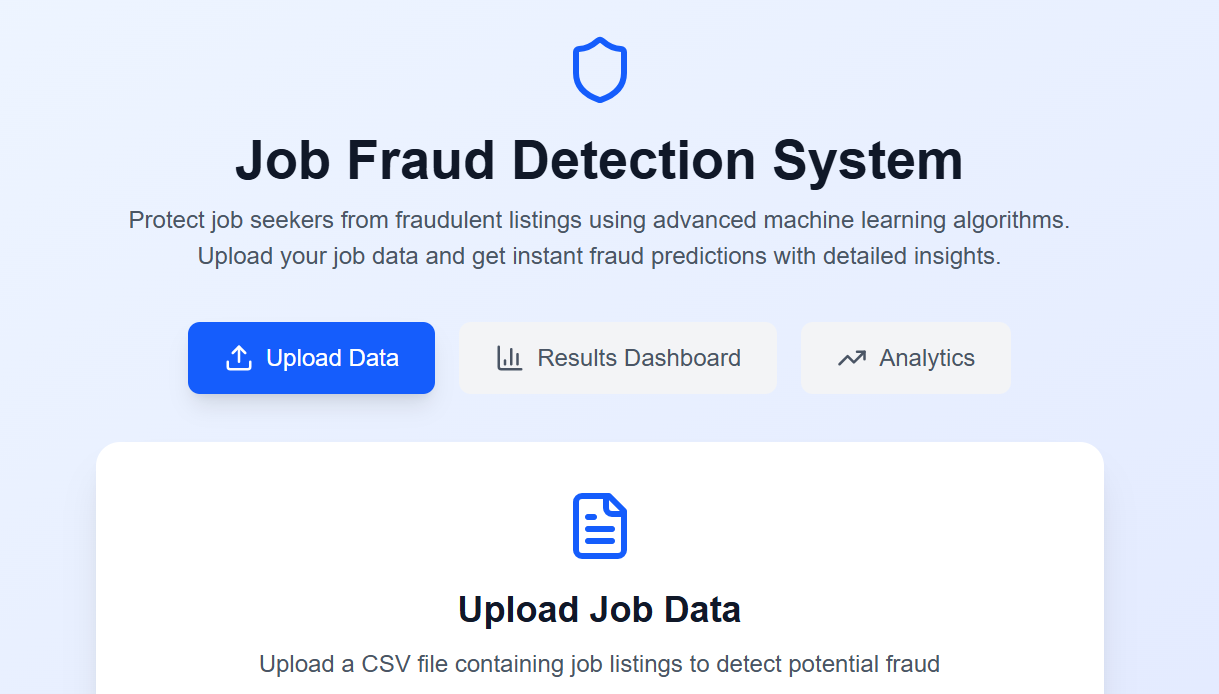 Job Fraud Detection System
Protect job seekers from fraudulent listings using advanced machine learning algorithms.
Upload your job data and get instant fraud predictions with detailed insights.
Upload Data
Results Dashboard
Analytics
Upload Job Data
Upload a CSV file containing job listings to detect potential fraud